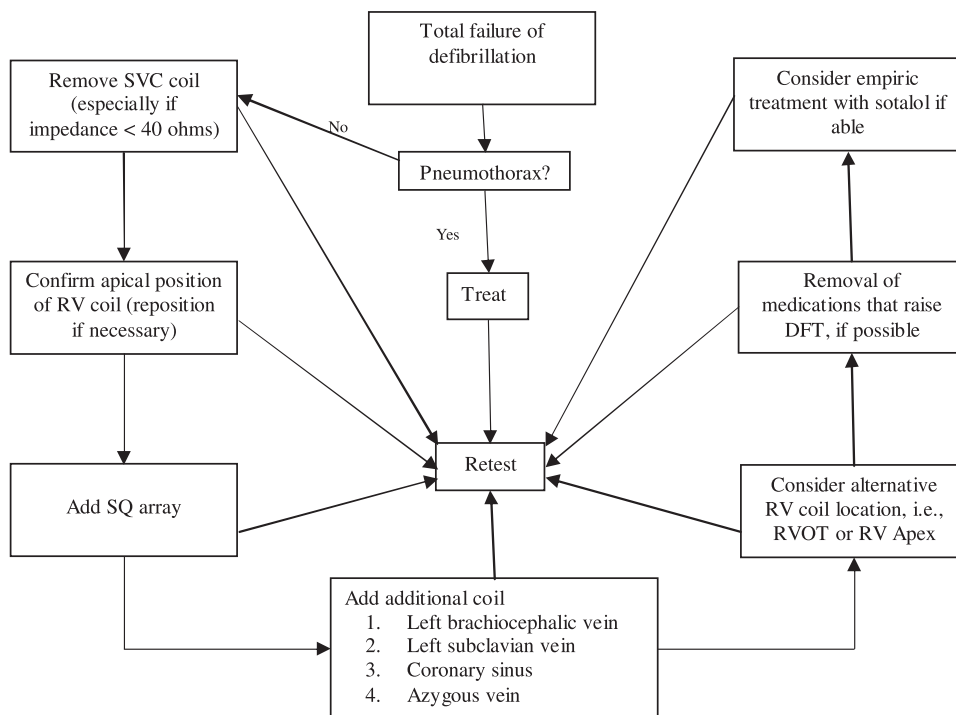 Total failure of
defibrillation
Remove SVC coil
(especially if
impedance < 40 ohms)
No
Pneumothorax?
Consider empiric
treatment with sotalol if
able
Yes
Confirm apical position
of RV coil (reposition
if necessary)
Treat
Removal of
medications that raise
DFT, if possible
Retest
Add SQ array
Consider alternative
RV coil location, i.e.,
RVOT or RV Apex
Add additional coil
1. Left brachiocephalic vein
2. Left subclavian vein
3. Coronary sinus
4. Azygous vein